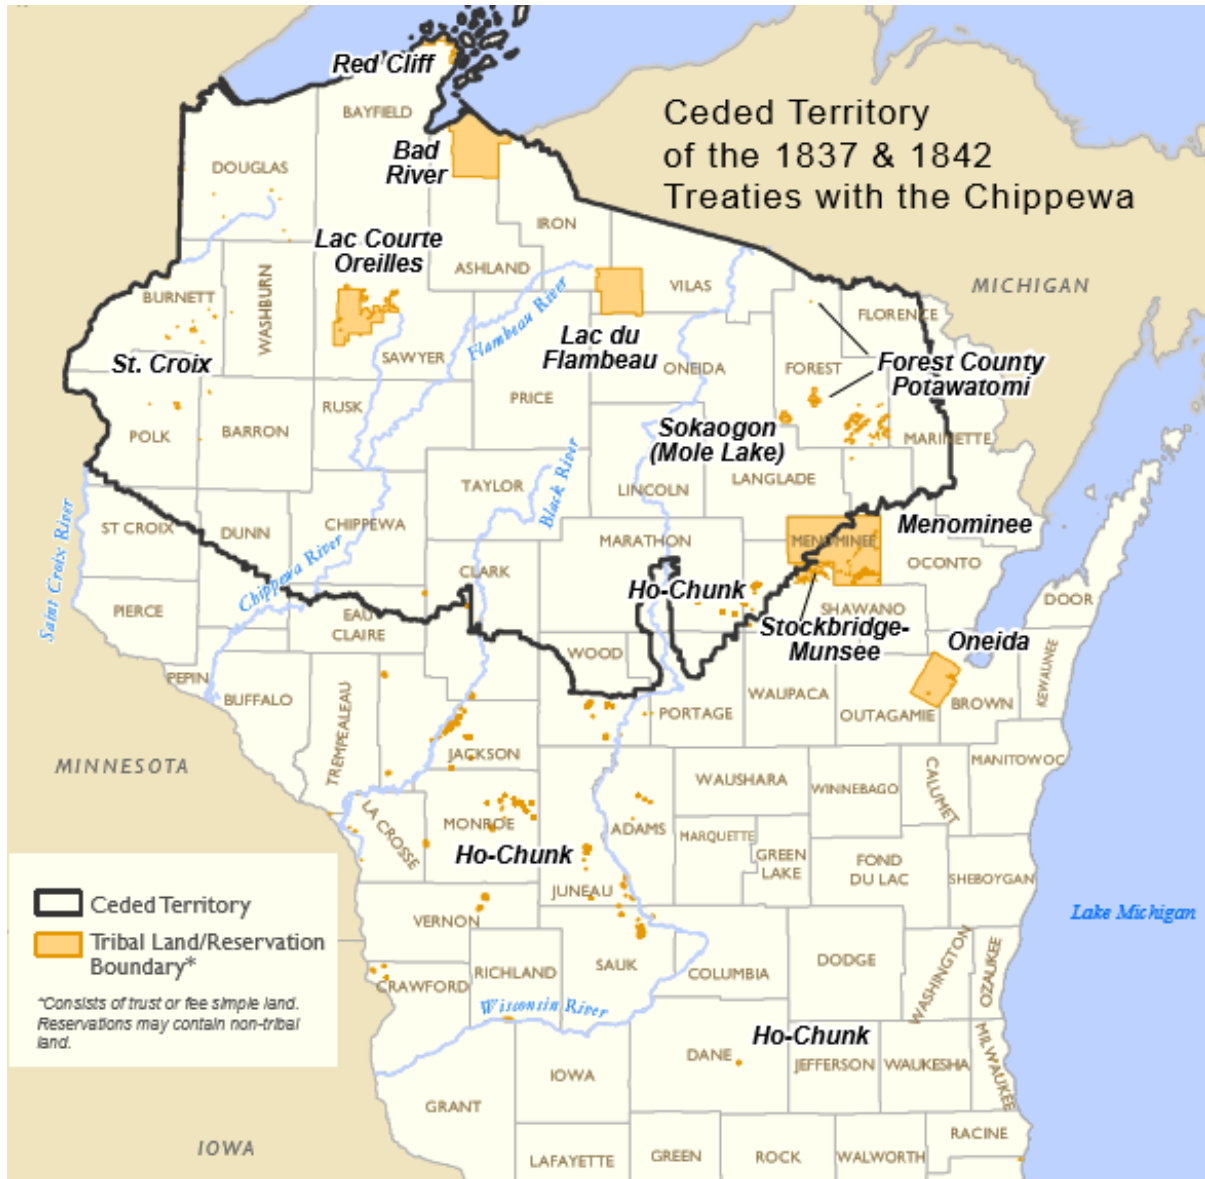 Ceded Territory
of the 1837 & 1842
Treaties with the Chippewa
Red Cliff
BAYFIELD
Bad
River
DOUGLAS
IRON
Lac Courte
Oreilles
ASHLAND
VILAS
MICHIGAN
BURNETT
WASHBURN
Flambeau River
FLORENCE
St. Croix
SAWYER
Lac du
Flambeau
ONEIDA
FOREST
Forest County
Potawatomi
PRICE
RUSK
POLK
BARRON
Sokaogon
(Mole Lake)
MARINETTE
LANGLADE
TAYLOR
Black River
LINCOLN
Saint Croix River
ST CROIX
DUNN
CHIPPEWA
Chippewa River
MARATHON
MENOMINEE
Menominee
OCONTO
CLARK
Ho-Chunk
PIERCE
EAU
CLAIRE
SHAWANO
DOOR
Stockbridge-
Munsee
Oneida
WOOD
PEPIN
BUFFALO
TREMPEALEAU
PORTAGE
WAUPACA
OUTAGAMIE
BROWN
KEWAUNEE
JACKSON
MINNESOTA
WAUSHARA
WINNEBAGO
CALUMET
MANITOWOC
LA CROSSE
MONROE
ADAMS
MARQUETTE
GREEN
LAKE
FOND
DU LAC
SHEBOYGAN
Ho-Chunk
JUNEAU
Ceded Territory
Tribal Land/Reservation
Boundary*
*Consists of trust or fee simple land.
Reservations may contain non-tribal
land.
VERNON
Lake Michigan
RICHLAND
SAUK
COLUMBIA
DODGE
WASHINGTON
OZAUKEE
CRAWFORD
Wisconsin River
Ho-Chunk
DANE
JEFFERSON
WAUKESHA
MILWAUKEE
IOWA
GRANT
IOWA
RACINE
LAFAYETTE
GREEN
ROCK
WALWORTH